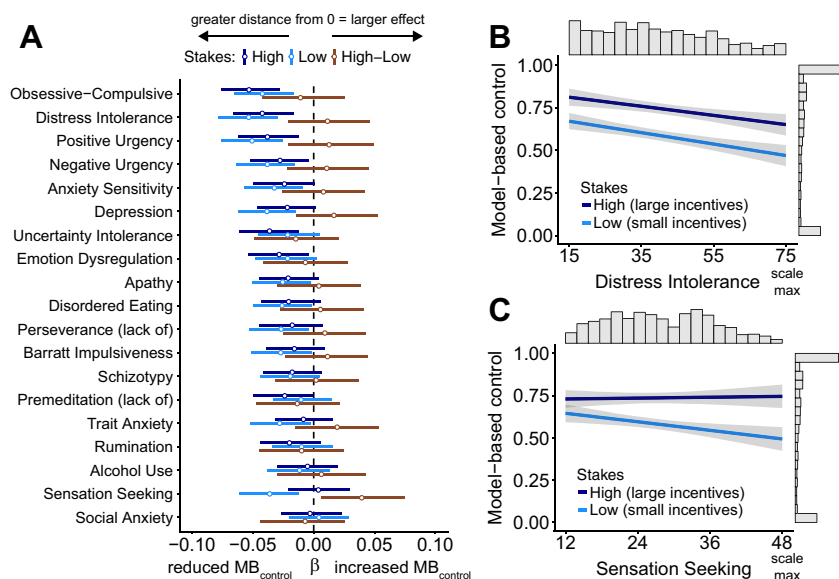 A
greater distance from 0 = larger effect
Stakes: High Low High−Low
Obsessive−Compulsive
Distress Intolerance
Positive Urgency
Negative Urgency
Anxiety Sensitivity
Depression
Uncertainty Intolerance
Emotion Dysregulation
Apathy
Disordered Eating
Perseverance (lack of)
Barratt Impulsiveness
Schizotypy
Premeditation (lack of)
Trait Anxiety
Rumination
Alcohol Use
Sensation Seeking
Social Anxiety
−0.10 −0.05 0.00 0.05 0.10
reduced MBcontrol β increased MBcontrol
B
Model−based control
1.00
0.75
0.50
0.25
0.00
Stakes
High (large incentives)
Low (small incentives)
15 35 55 75
Distress Intolerance
scale
max
C
Model−based control
1.00
0.75
0.50
0.25
0.00
Stakes
High (large incentives)
Low (small incentives)
12 24 36 48
Sensation Seeking
scale
max